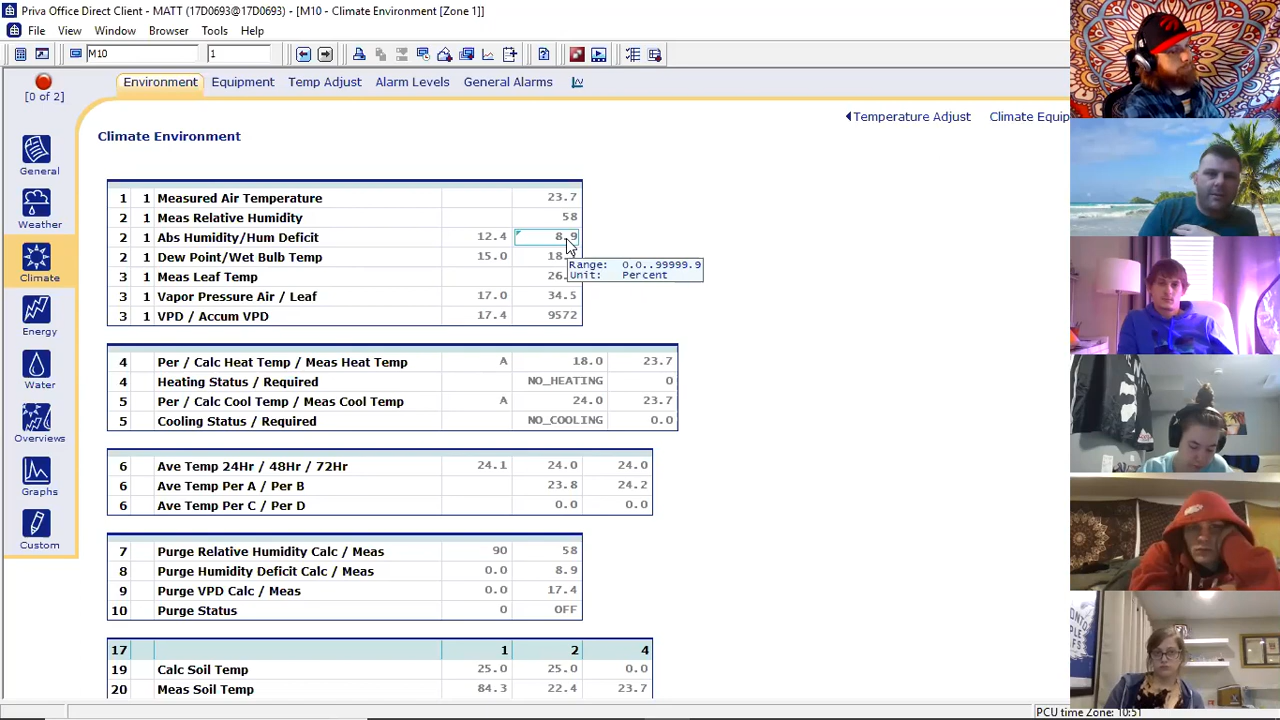 Priva Office Direct Client - MATT (17D0693@17D0693) - [M10 - Climate Environment [Zone 1]]
File View Window Browser Tools Help
M10 1
[0 of 2]
Environment Equipment Temp Adjust Alarm Levels General Alarms
Temperature Adjust Climate Equip
Climate Environment
General
Weather
Climate
Energy
Water
Overviews
Graphs
Custom
1 1 Measured Air Temperature 23.7
2 1 Meas Relative Humidity 58
2 1 Abs Humidity/Hum Deficit 12.4 8.9
2 1 Dew Point/Wet Bulb Temp
3 1 Meas Leaf Temp
3 1 Vapor Pressure Air / Leaf 17.0 34.5
3 1 VPD / Accum VPD 17.4 9572
Range: 0.0..99999.9
Unit: Percent
4 Per / Calc Heat Temp / Meas Heat Temp A 18.0 23.7
4 Heating Status / Required NO_HEATING 0
5 Per / Calc Cool Temp / Meas Cool Temp A 24.0 23.7
5 Cooling Status / Required NO_COOLING 0.0
6 Ave Temp 24Hr / 48Hr / 72Hr 24.1 24.0 24.0
6 Ave Temp Per A / Per B 23.8 24.2
6 Ave Temp Per C / Per D 0.0 0.0
7 Purge Relative Humidity Calc / Meas 90 58
8 Purge Humidity Deficit Calc / Meas 0.0 8.9
9 Purge VPD Calc / Meas 0.0 17.4
10 Purge Status 0 OFF
17 1 2 4
19 Calc Soil Temp 25.0 25.0 0.0
20 Meas Soil Temp 84.3 22.4 23.7
PCU time Zone: 10:51